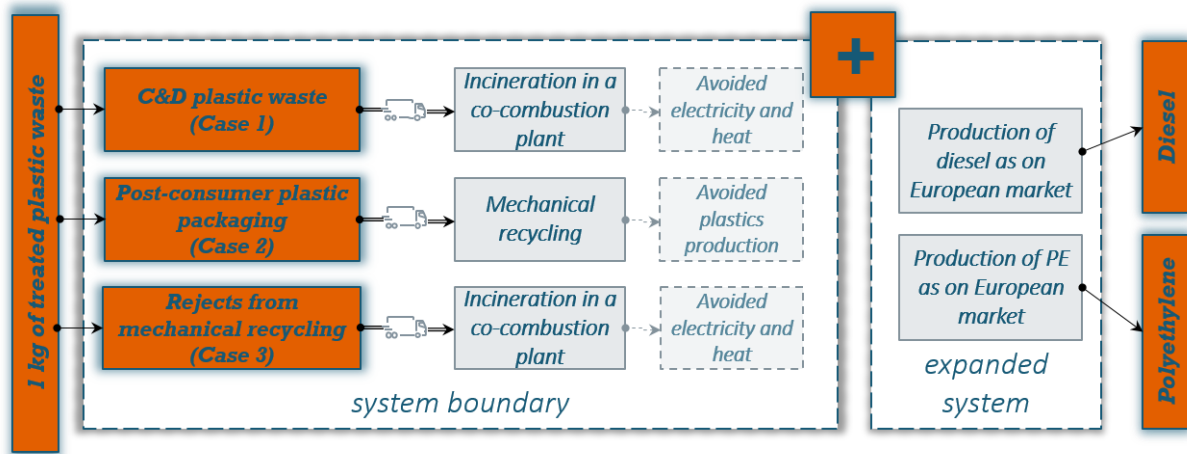 1 kg of treated plastic waste
C&D plastic waste
(Case 1)
Incineration in a
co-combustion
plant
Avoided
electricity and
heat
Post-consumer plastic
packaging
(Case 2)
Mechanical
recycling
Avoided
plastics
production
Rejects from
mechanical recycling
(Case 3)
Incineration in a
co-combustion
plant
Avoided
electricity and
heat
system boundary
+
Production of
diesel as on
European market
Production of PE
as on European
market
expanded
system
Diesel
Polyethylene